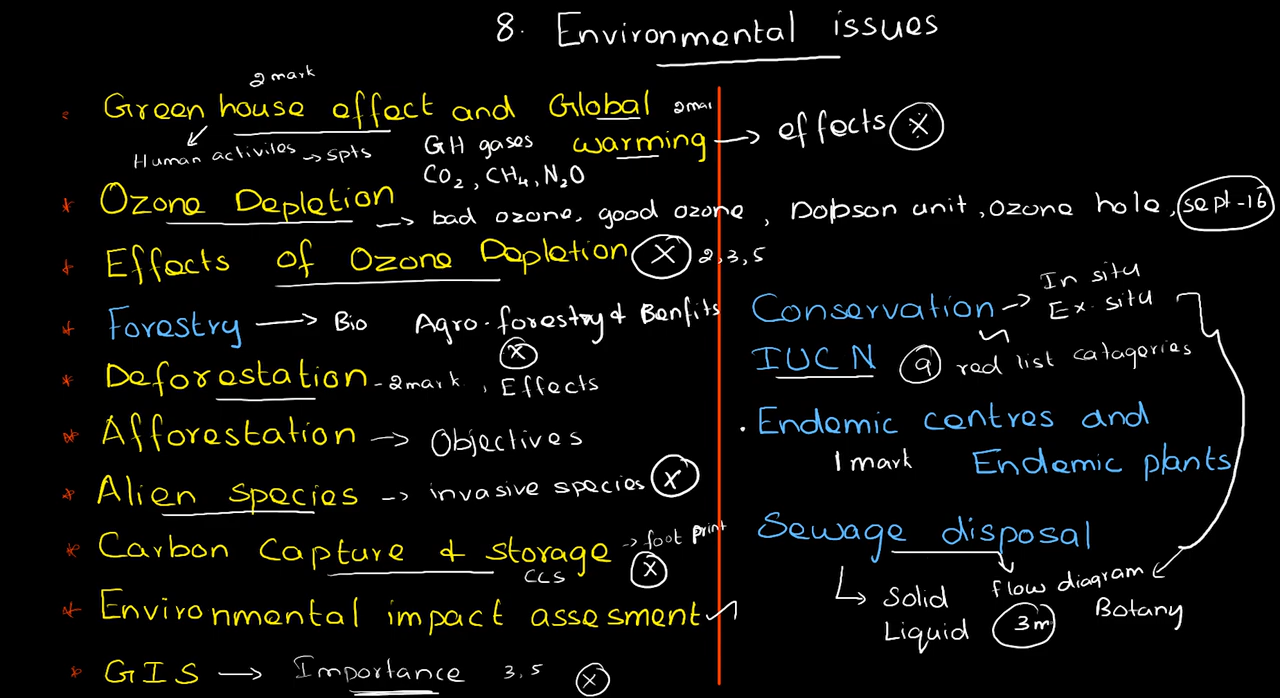 8. Environmental issues
2 mark
Green house effect and Global 2mar
warming → effects X
Human activites → 5pts
GH gases
CO2, CH4, N2O
* Ozone Depletion
→ bad ozone, good ozone, Dobson unit, Ozone hole, sept-16
* Effects of Ozone Depletion X 2,3,5
* Forestry → Bio Agro-forestry & Benfits
X
* Deforestation - 2mark, Effects
* Afforestation → Objectives
* Alien species → invasive species X
* Carbon Capture & storage → foot print
CCS X
* Environmental impact assesment
* GIS → Importance 3,5 X
Conservation → In situ
Ex. situ
IUCN 9 red list catagories
Endemic centres and
1 mark Endemic plants
Sewage disposal
Solid
Liquid
flow diagram
3m
Botany